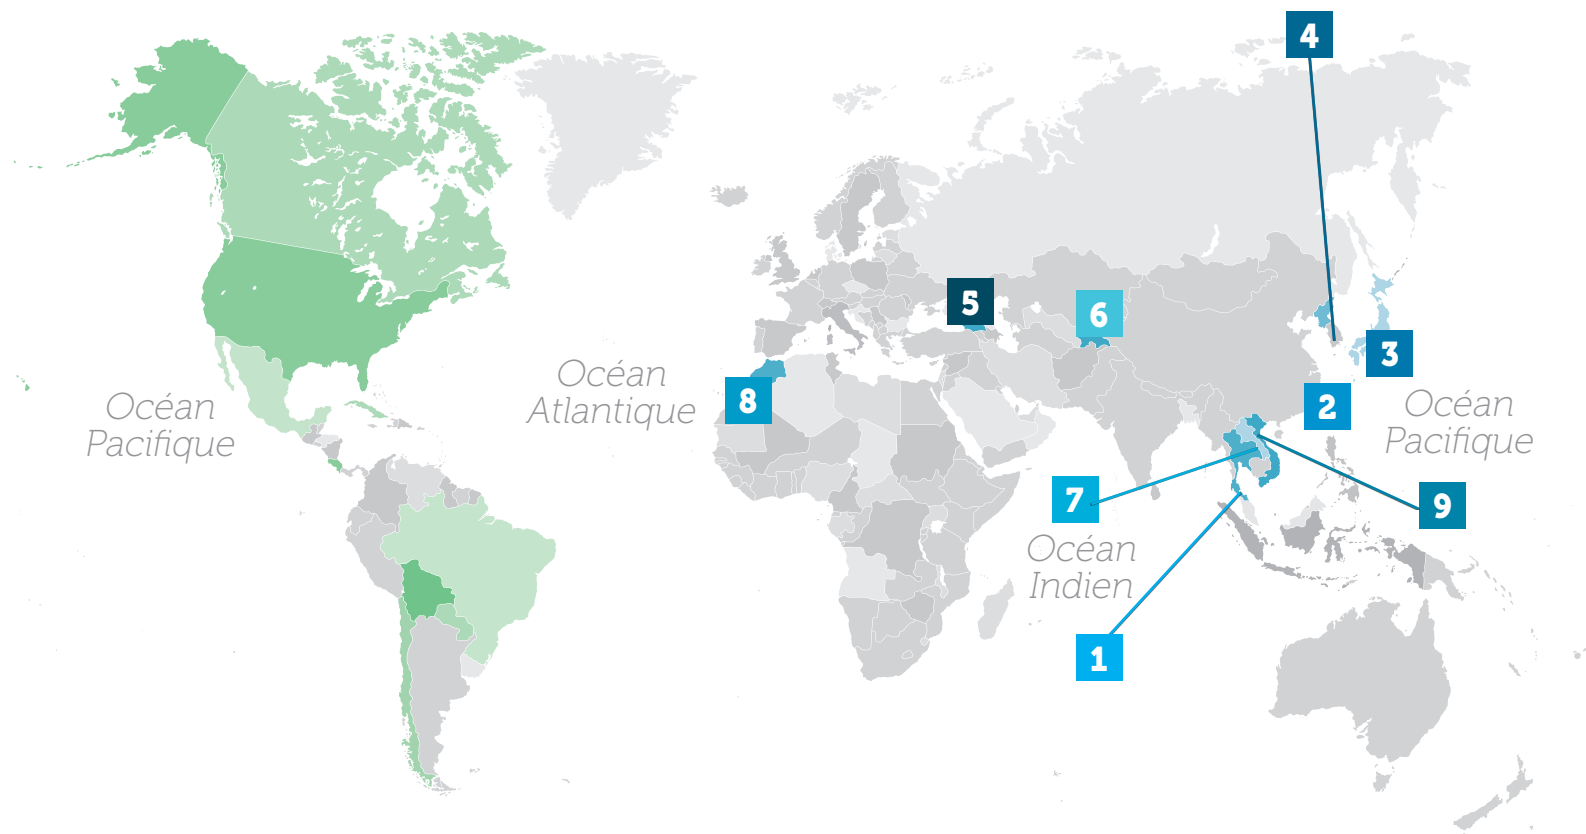 4
5
6
3
Océan
Atlantique
8
2
Océan
Pacifique
Océan
Pacifique
7
9
Océan
Indien
1